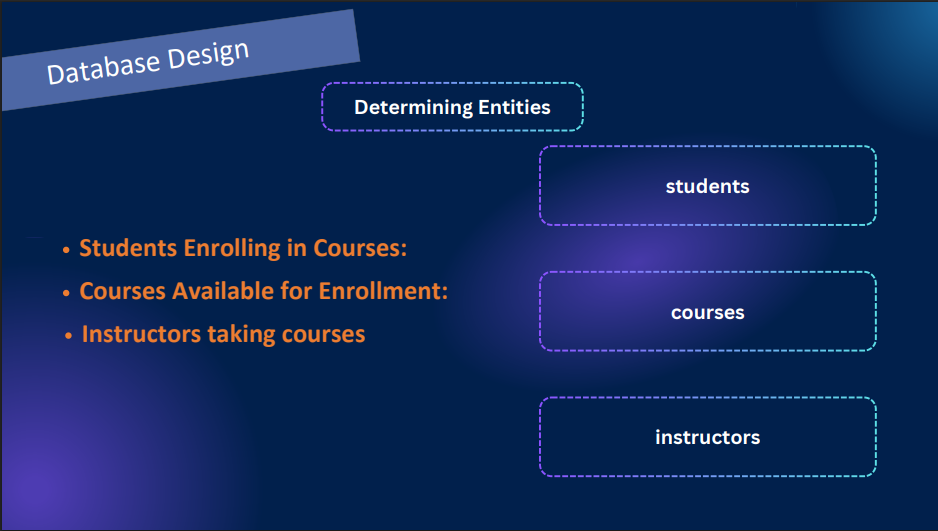 Database Design
Determining Entities
students
• Students Enrolling in Courses:
• Courses Available for Enrollment:
• Instructors taking courses
courses
instructors